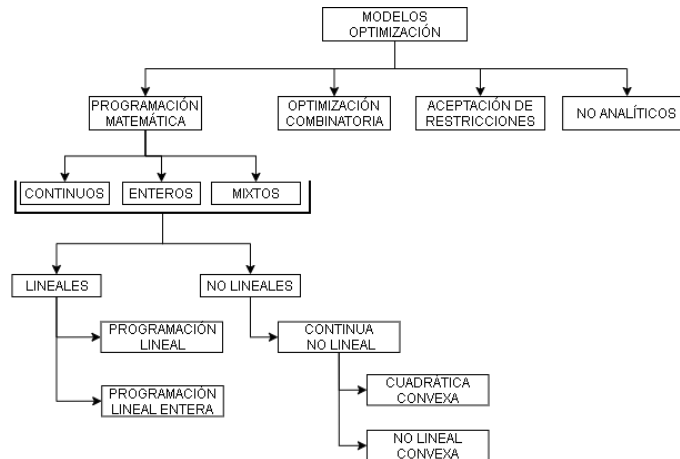 MODELOS
OPTIMIZACIÓN
PROGRAMACIÓN
MATEMÁTICA
OPTIMIZACIÓN
COMBINATORIA
ACEPTACIÓN DE
RESTRICCIONES
NO ANALÍTICOS
CONTINUOS
ENTEROS
MIXTOS
LINEALES
NO LINEALES
PROGRAMACIÓN
LINEAL
CONTINUA
NO LINEAL
PROGRAMACIÓN
LINEAL ENTERA
CUADRÁTICA
CONVEXA
NO LINEAL
CONVEXA